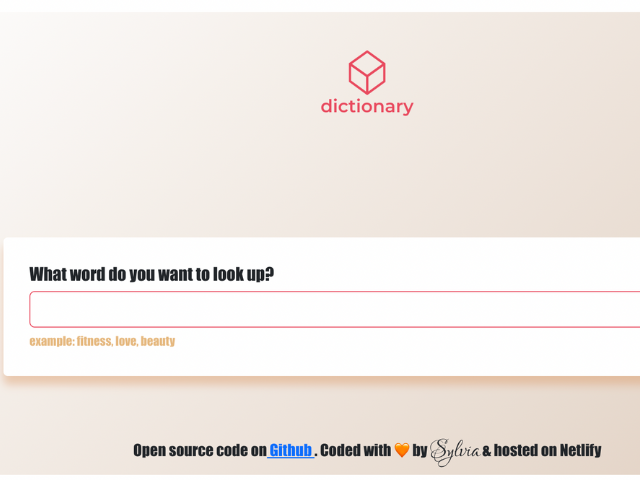 dictionary
What word do you want to look up?
example: fitness, love, beauty
Open source code on Github . Coded with 🧡 by Sylvia & hosted on Netlify